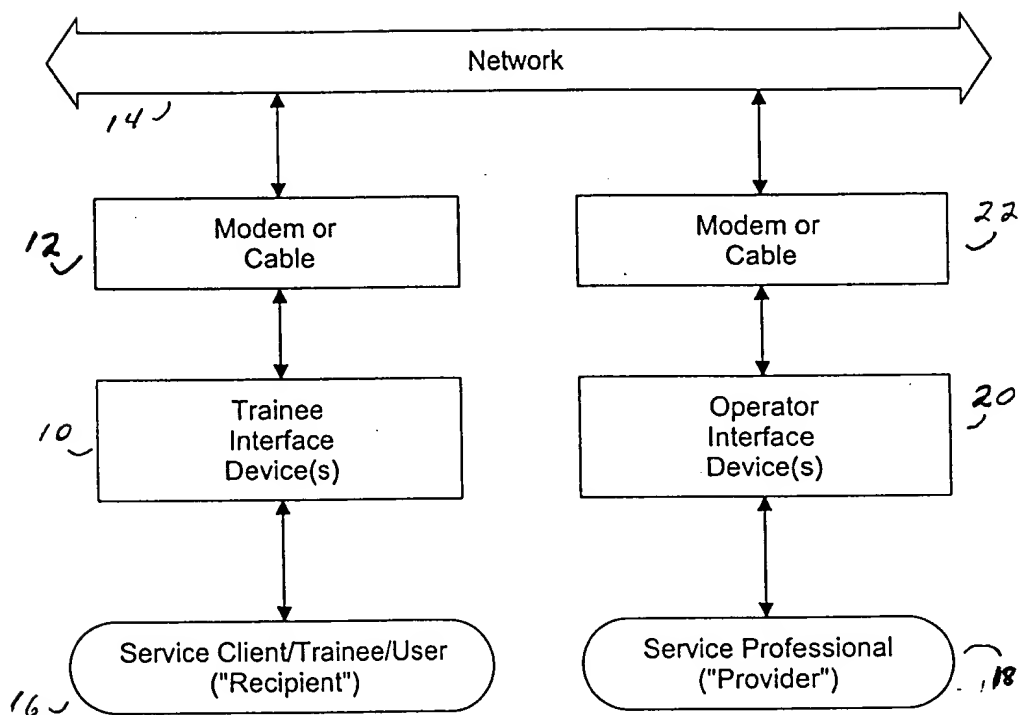 Network
14
Modem or
Cable
12
Modem or
Cable
22
Trainee
Interface
Device(s)
10
Operator
Interface
Device(s)
20
Service Client/Trainee/User
("Recipient")
16
Service Professional
("Provider")
18